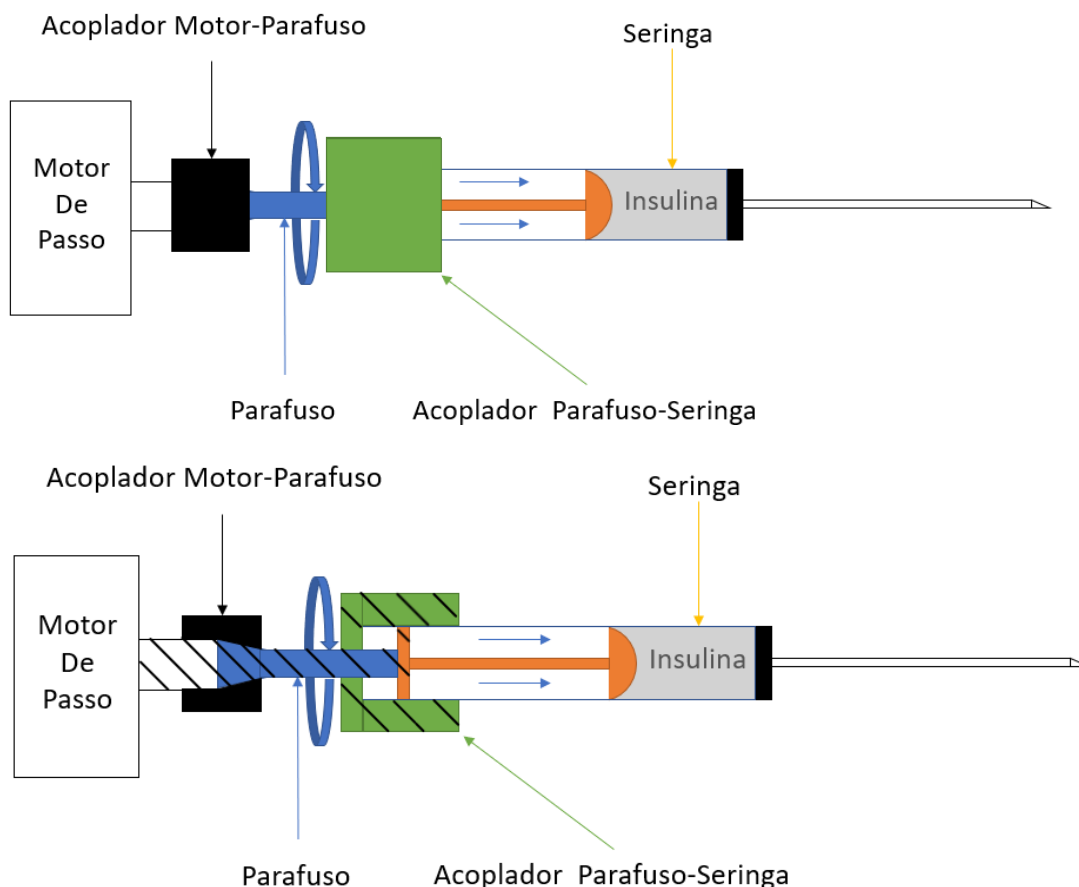 Acoplador Motor-Parafuso
Seringa
Motor
De
Passo
Insulina
Parafuso
Acoplador Parafuso-Seringa
Acoplador Motor-Parafuso
Seringa
Motor
De
Passo
Insulina
Parafuso
Acoplador Parafuso-Seringa